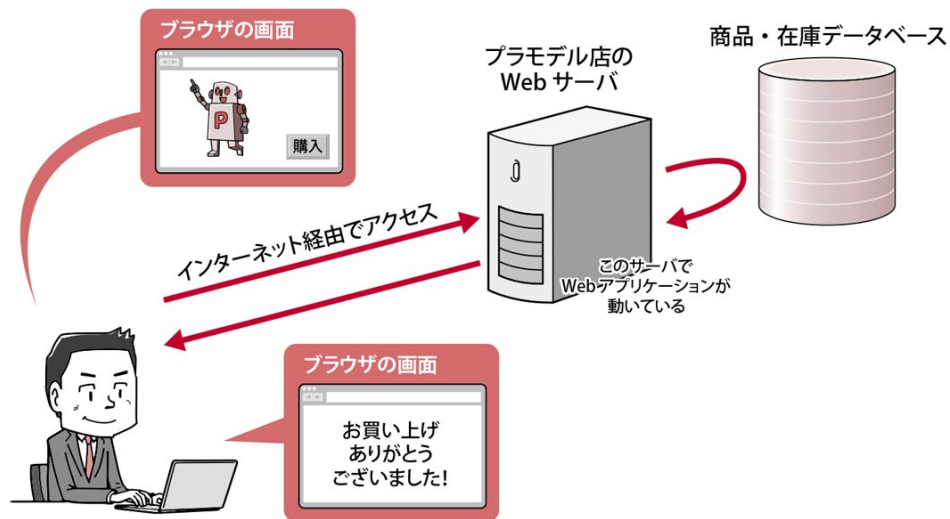 ブラウザの画面
P
購入
プラモデル店の
Web サーバ
商品・在庫データベース
インターネット経由でアクセス
このサーバで
Webアプリケーションが
動いている
ブラウザの画面
お買い上げ
ありがとう
ございました!